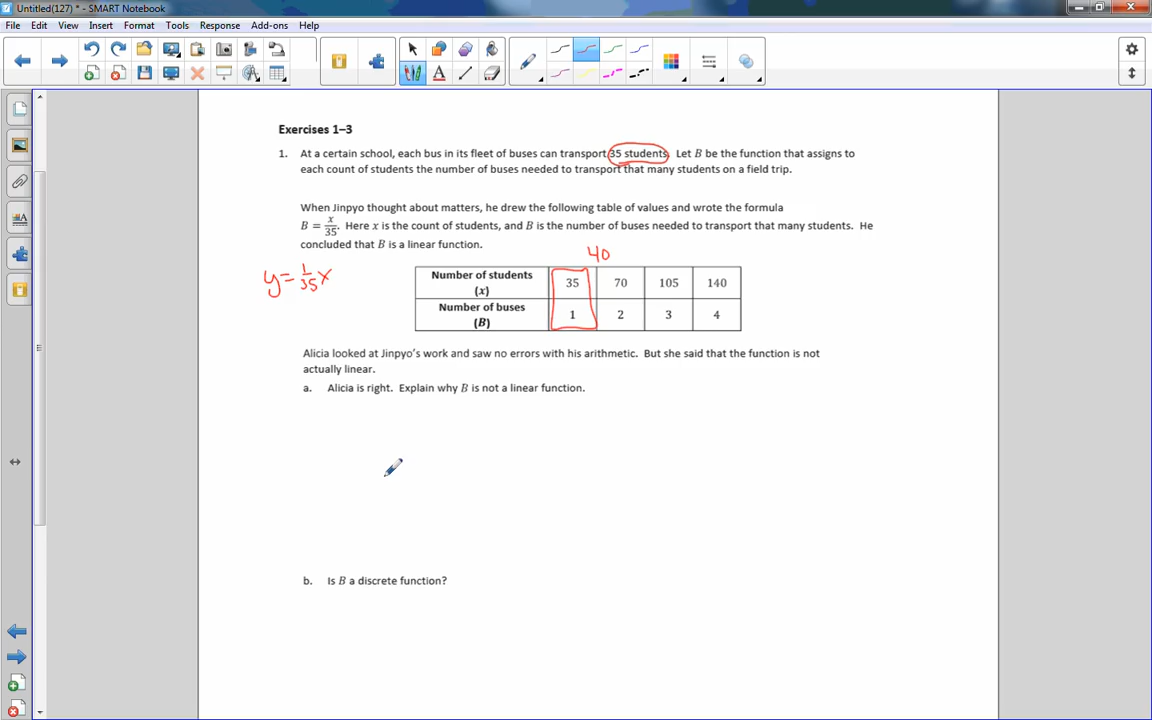 Untitled(127) * - SMART Notebook
File Edit View Insert Format Tools Response Add-ons Help
Exercises 1–3
1. At a certain school, each bus in its fleet of buses can transport 35 students. Let B be the function that assigns to
each count of students the number of buses needed to transport that many students on a field trip.
When Jinpyo thought about matters, he drew the following table of values and wrote the formula
B = x/35. Here x is the count of students, and B is the number of buses needed to transport that many students. He
concluded that B is a linear function.
40
y = 1/35 x
Number of students (x) 35 70 105 140
Number of buses (B) 1 2 3 4
Alicia looked at Jinpyo's work and saw no errors with his arithmetic. But she said that the function is not
actually linear.
a. Alicia is right. Explain why B is not a linear function.
b. Is B a discrete function?